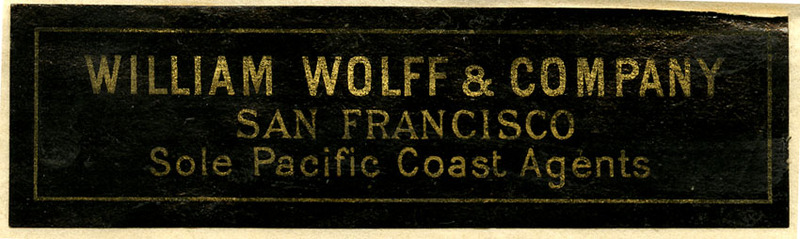 WILLIAM WOLFF & COMPANY
SAN FRANCISCO
Sole Pacific Coast Agents